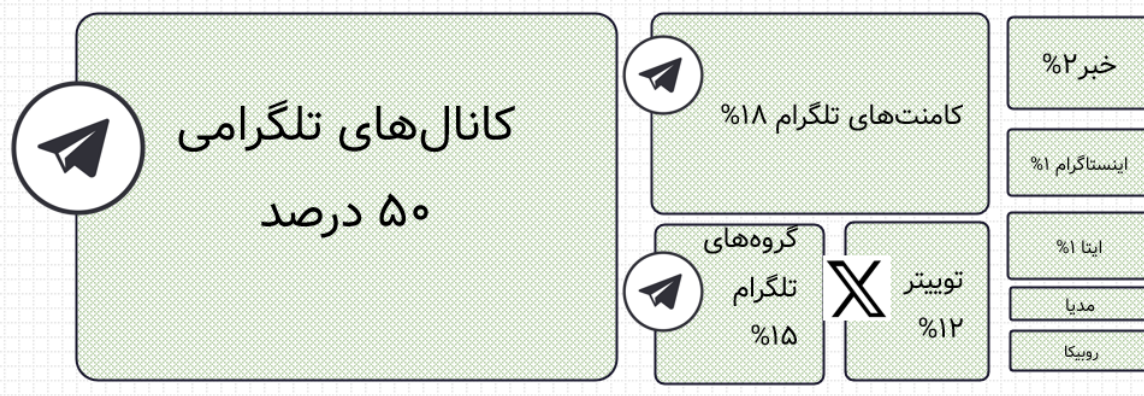 کانال‌های تلگرامی
۵۰ درصد
کامنت‌های تلگرام ۱۸%
گروه‌های
تلگرام
۱۵%
توییتر
۱۲%
خبر۲%
اینستاگرام ۱%
ایتا ۱%
مدیا
روبیکا